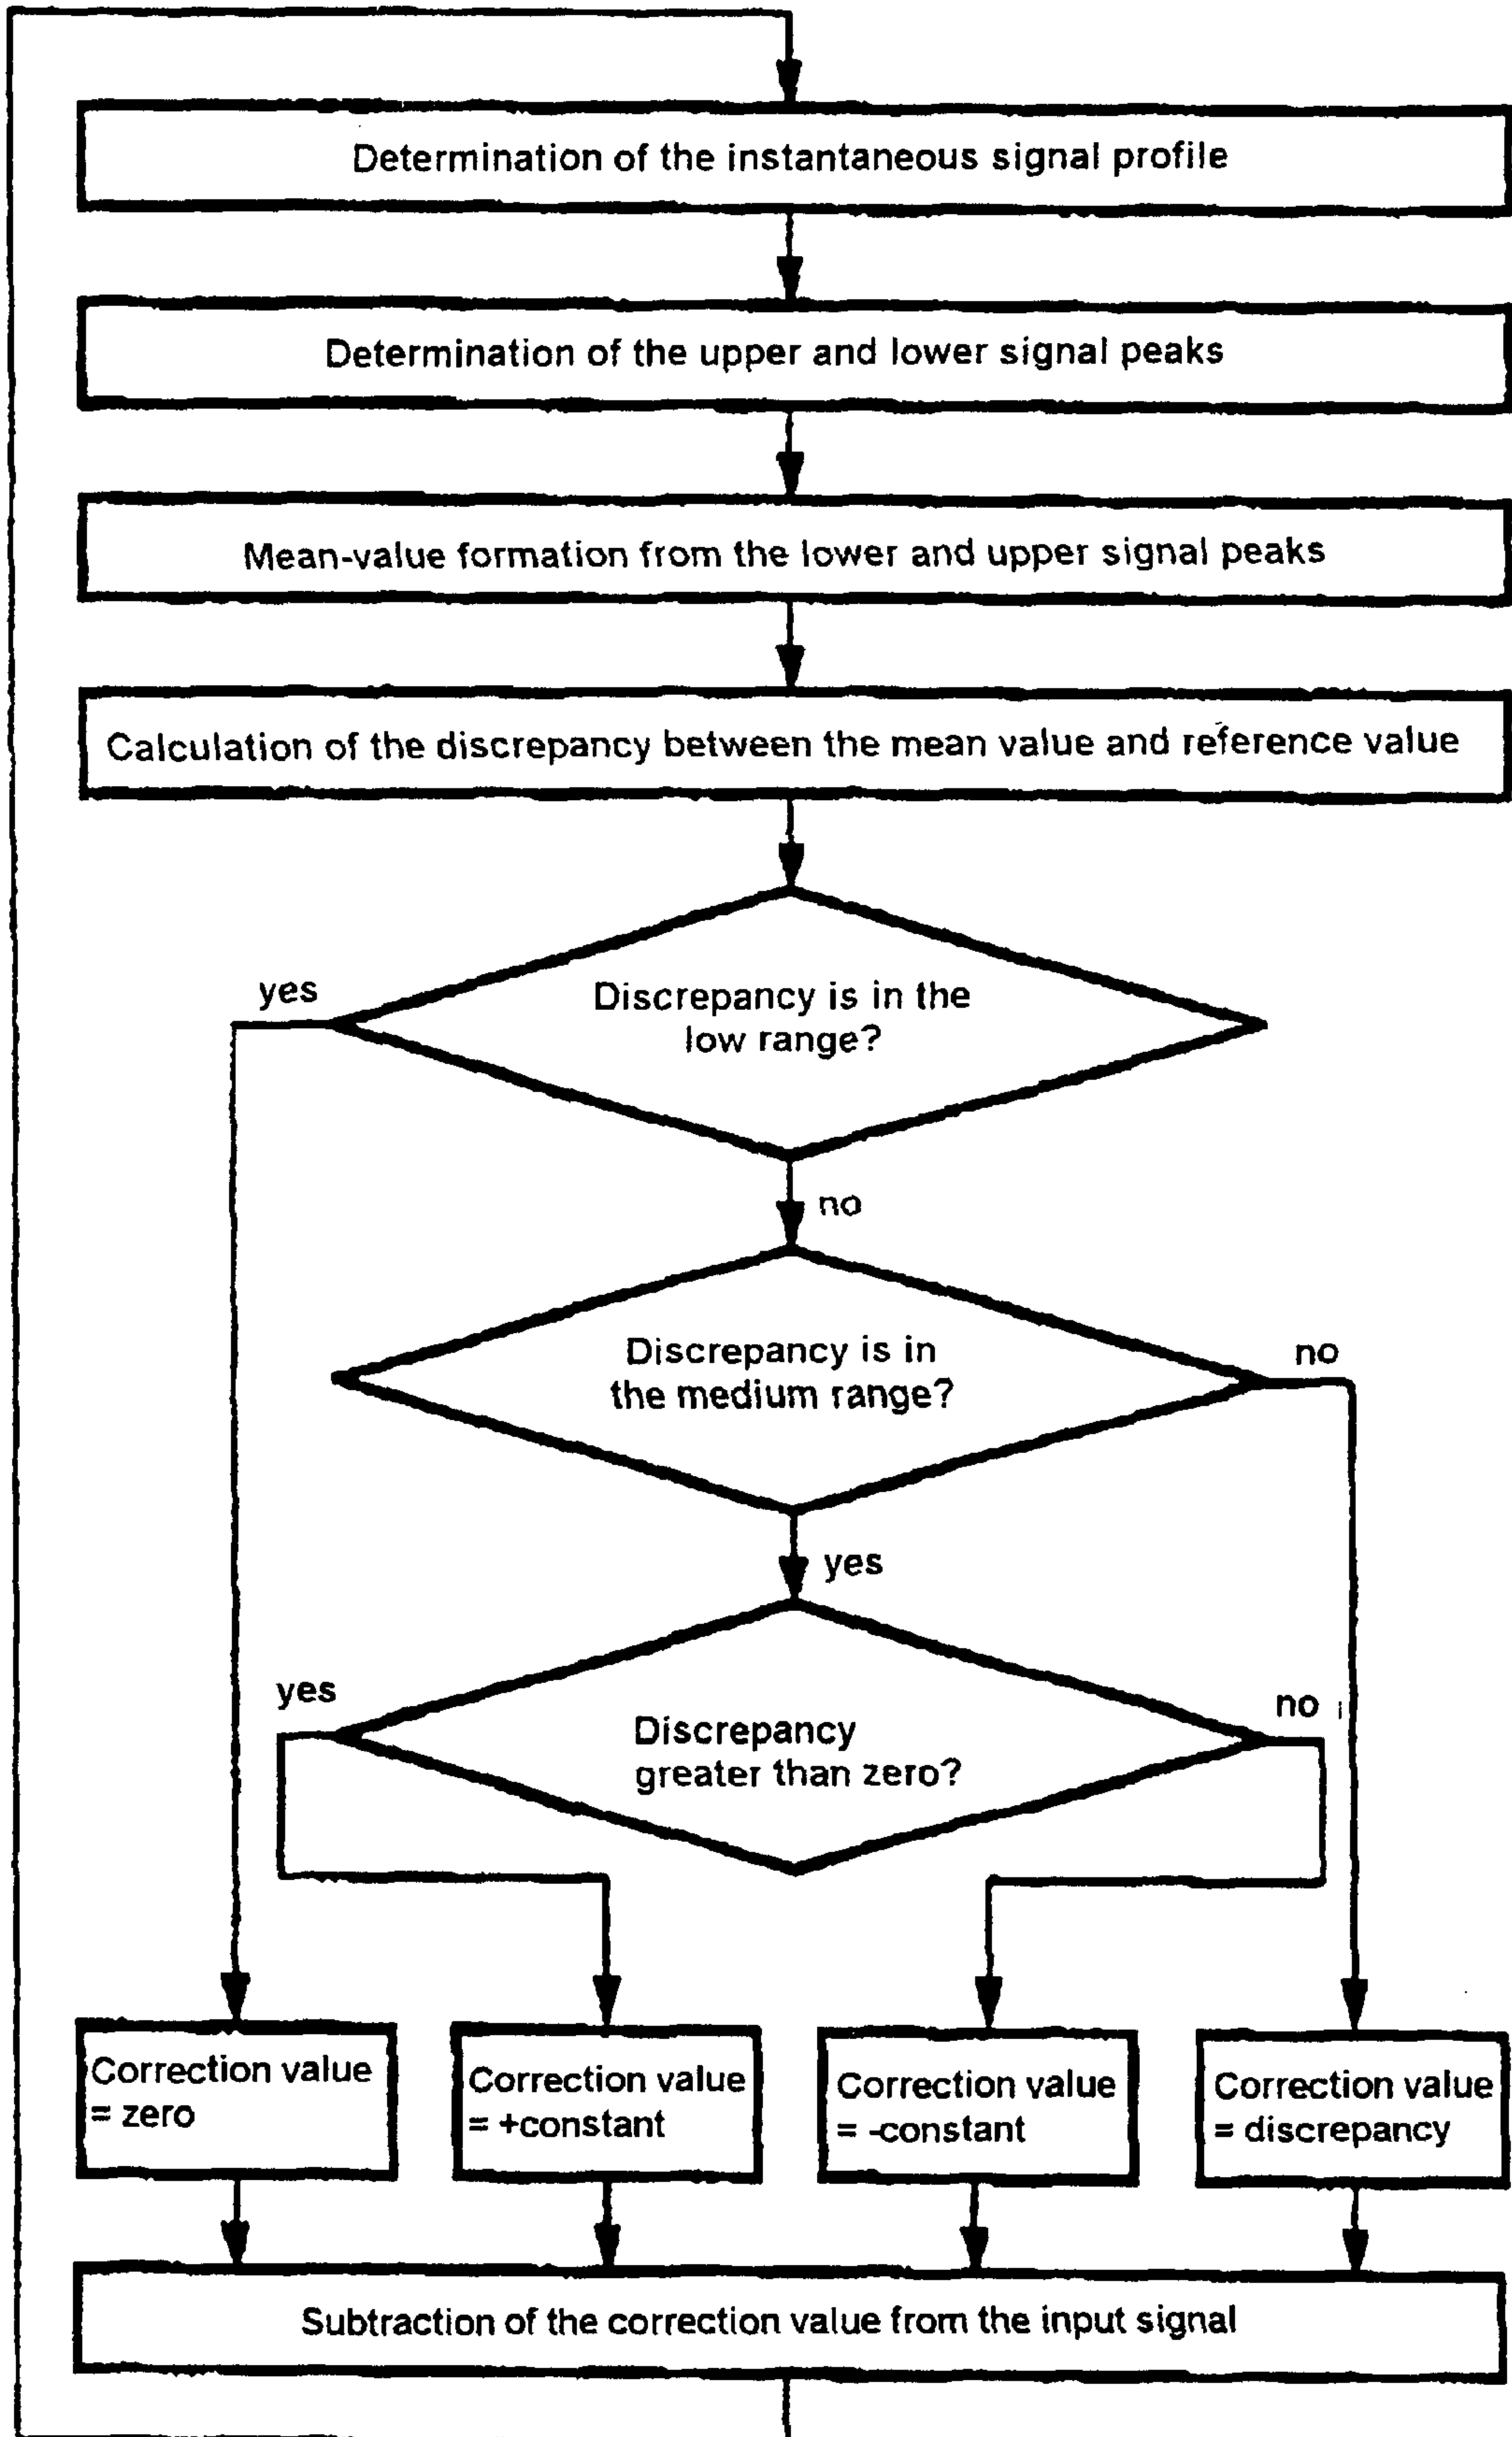 Determination of the instantaneous signal profile
Determination of the upper and lower signal peaks
Mean-value formation from the lower and upper signal peaks
Calculation of the discrepancy between the mean value and reference value
yes
Discrepancy is in the
low range?
no
Discrepancy is in
the medium range?
no
yes
yes
Discrepancy
greater than zero?
no
Correction value
= zero
Correction value
= +constant
Correction value
= -constant
Correction value
= discrepancy
Subtraction of the correction value from the input signal